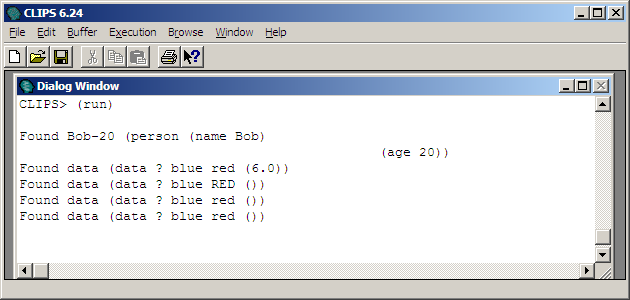 CLIPS 6.24
File Edit Buffer Execution Browse Window Help
Dialog Window
CLIPS> (run)
Found Bob-20 (person (name Bob)
(age 20))
Found data (data ? blue red (6.0))
Found data (data ? blue RED ())
Found data (data ? blue red ())
Found data (data ? blue red ())